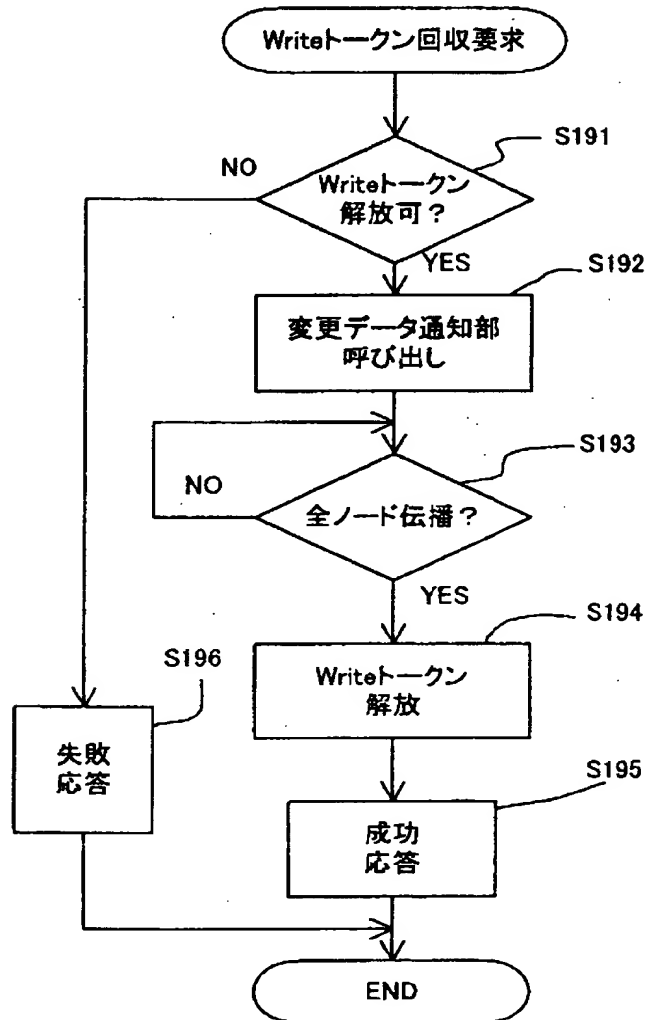 Writeトークン回収要求
S191
NO
Writeトークン
解放可?
YES
S192
変更データ通知部
呼び出し
S193
NO
全ノード伝播?
YES
S194
Writeトークン
解放
S196
失敗
応答
S195
成功
応答
END